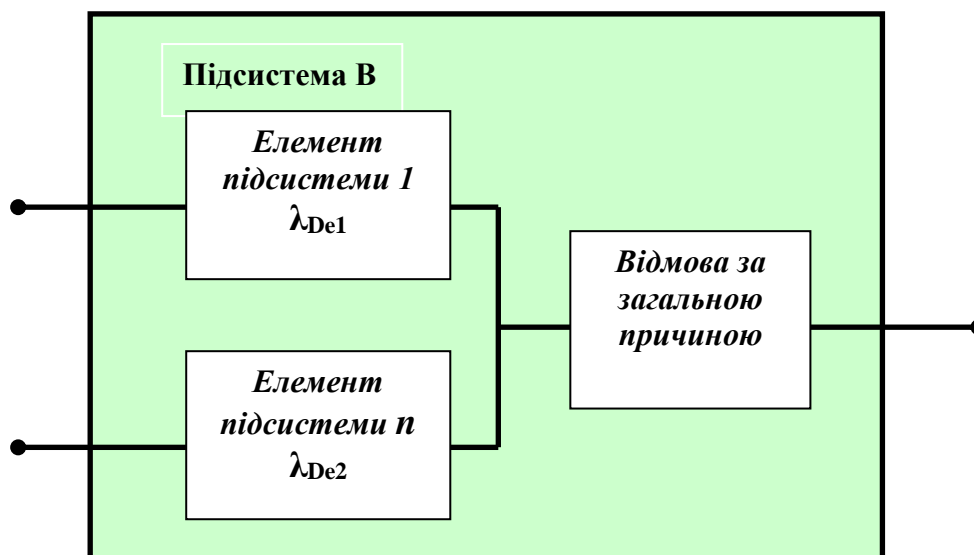 Підсистема В
Елемент
підсистеми 1
λDe1
Відмова за
загальною
причиною
Елемент
підсистеми n
λDe2